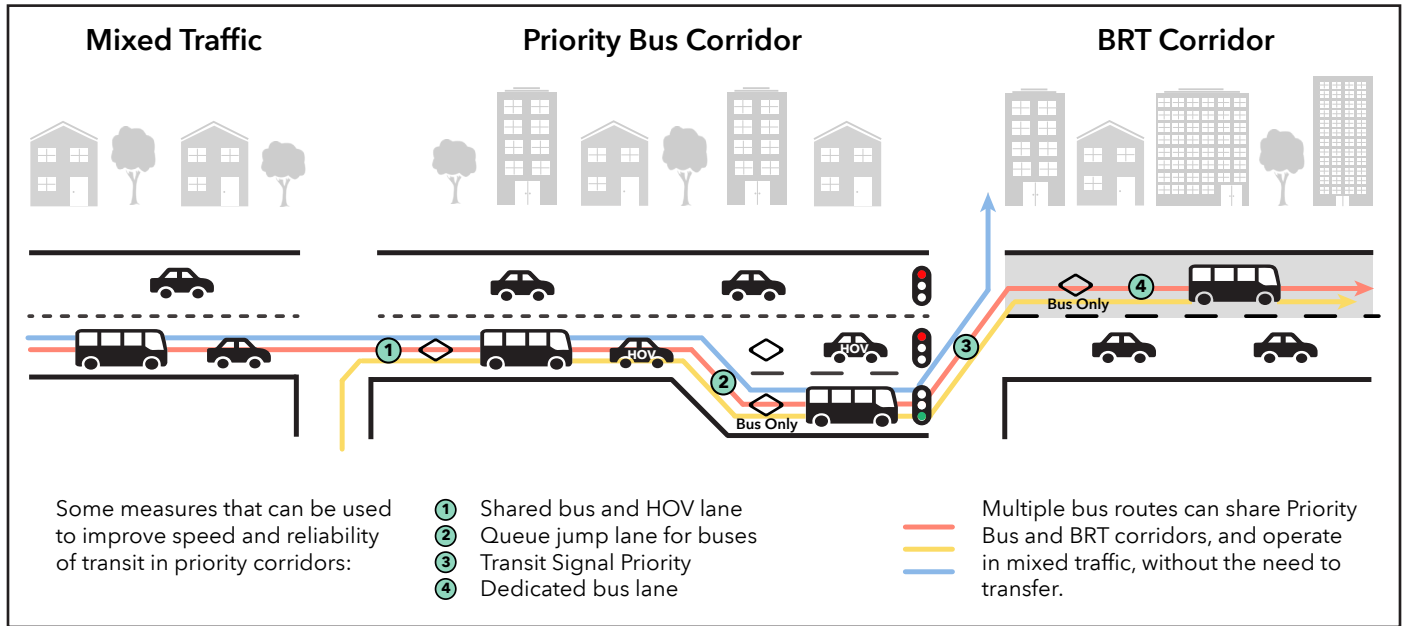 Mixed Traffic
Priority Bus Corridor
BRT Corridor
HOV
HOV
Bus Only
Bus Only
1
2
3
4
Some measures that can be used
to improve speed and reliability
of transit in priority corridors:
1 Shared bus and HOV lane
2 Queue jump lane for buses
3 Transit Signal Priority
4 Dedicated bus lane
Multiple bus routes can share Priority
Bus and BRT corridors, and operate
in mixed traffic, without the need to
transfer.